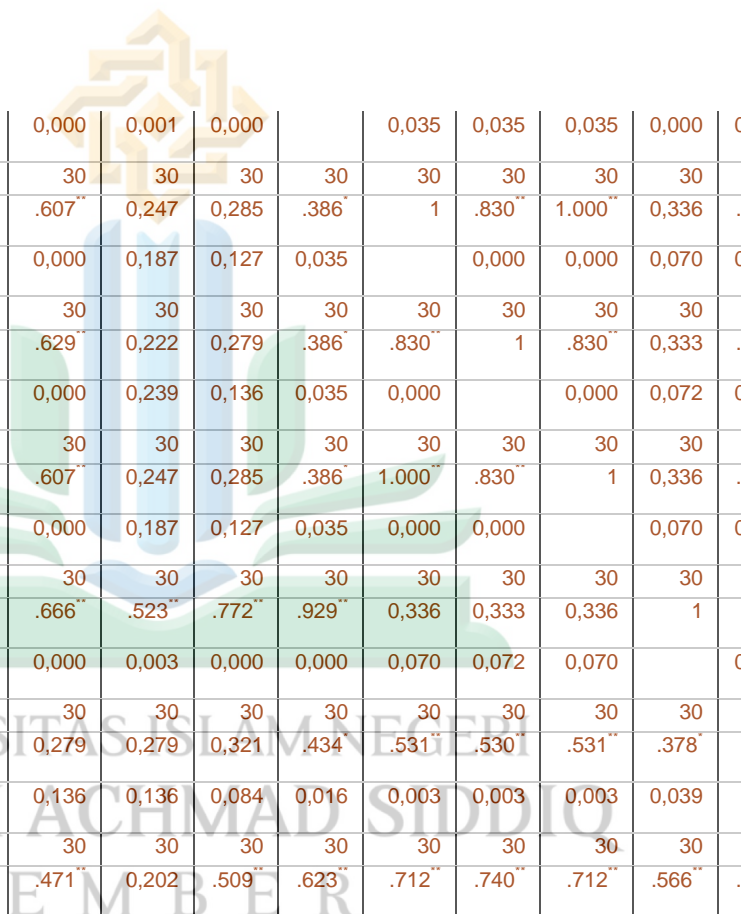 0,000 0,001 0,000 0,035 0,035 0,035 0,000
30 30 30 30 30 30 30 30
.607** 0,247 0,285 .386* 1 .830** 1.000** 0,336
0,000 0,187 0,127 0,035 0,000 0,000 0,070
30 30 30 30 30 30 30 30
.629** 0,222 0,279 .386* .830** 1 .830** 0,333
0,000 0,239 0,136 0,035 0,000 0,000 0,072
30 30 30 30 30 30 30 30
.607** 0,247 0,285 .386* 1.000** .830** 1 0,336
0,000 0,187 0,127 0,035 0,000 0,000 0,070
30 30 30 30 30 30 30 30
.666** .523** .772** .929** 0,336 0,333 0,336 1
0,000 0,003 0,000 0,000 0,070 0,072 0,070
30 30 30 30 30 30 30 30
SITAS ISLAM NEGERI
0,279 0,279 0,321 .434* .531** .530** .531** .378*
0,136 0,136 0,084 0,016 0,003 0,003 0,003 0,039
ACHMAD SIDDIQ
30 30 30 30 30 30 30 30
.471** 0,202 .509** .623** .712** .740** .712** .566**
E M B E R